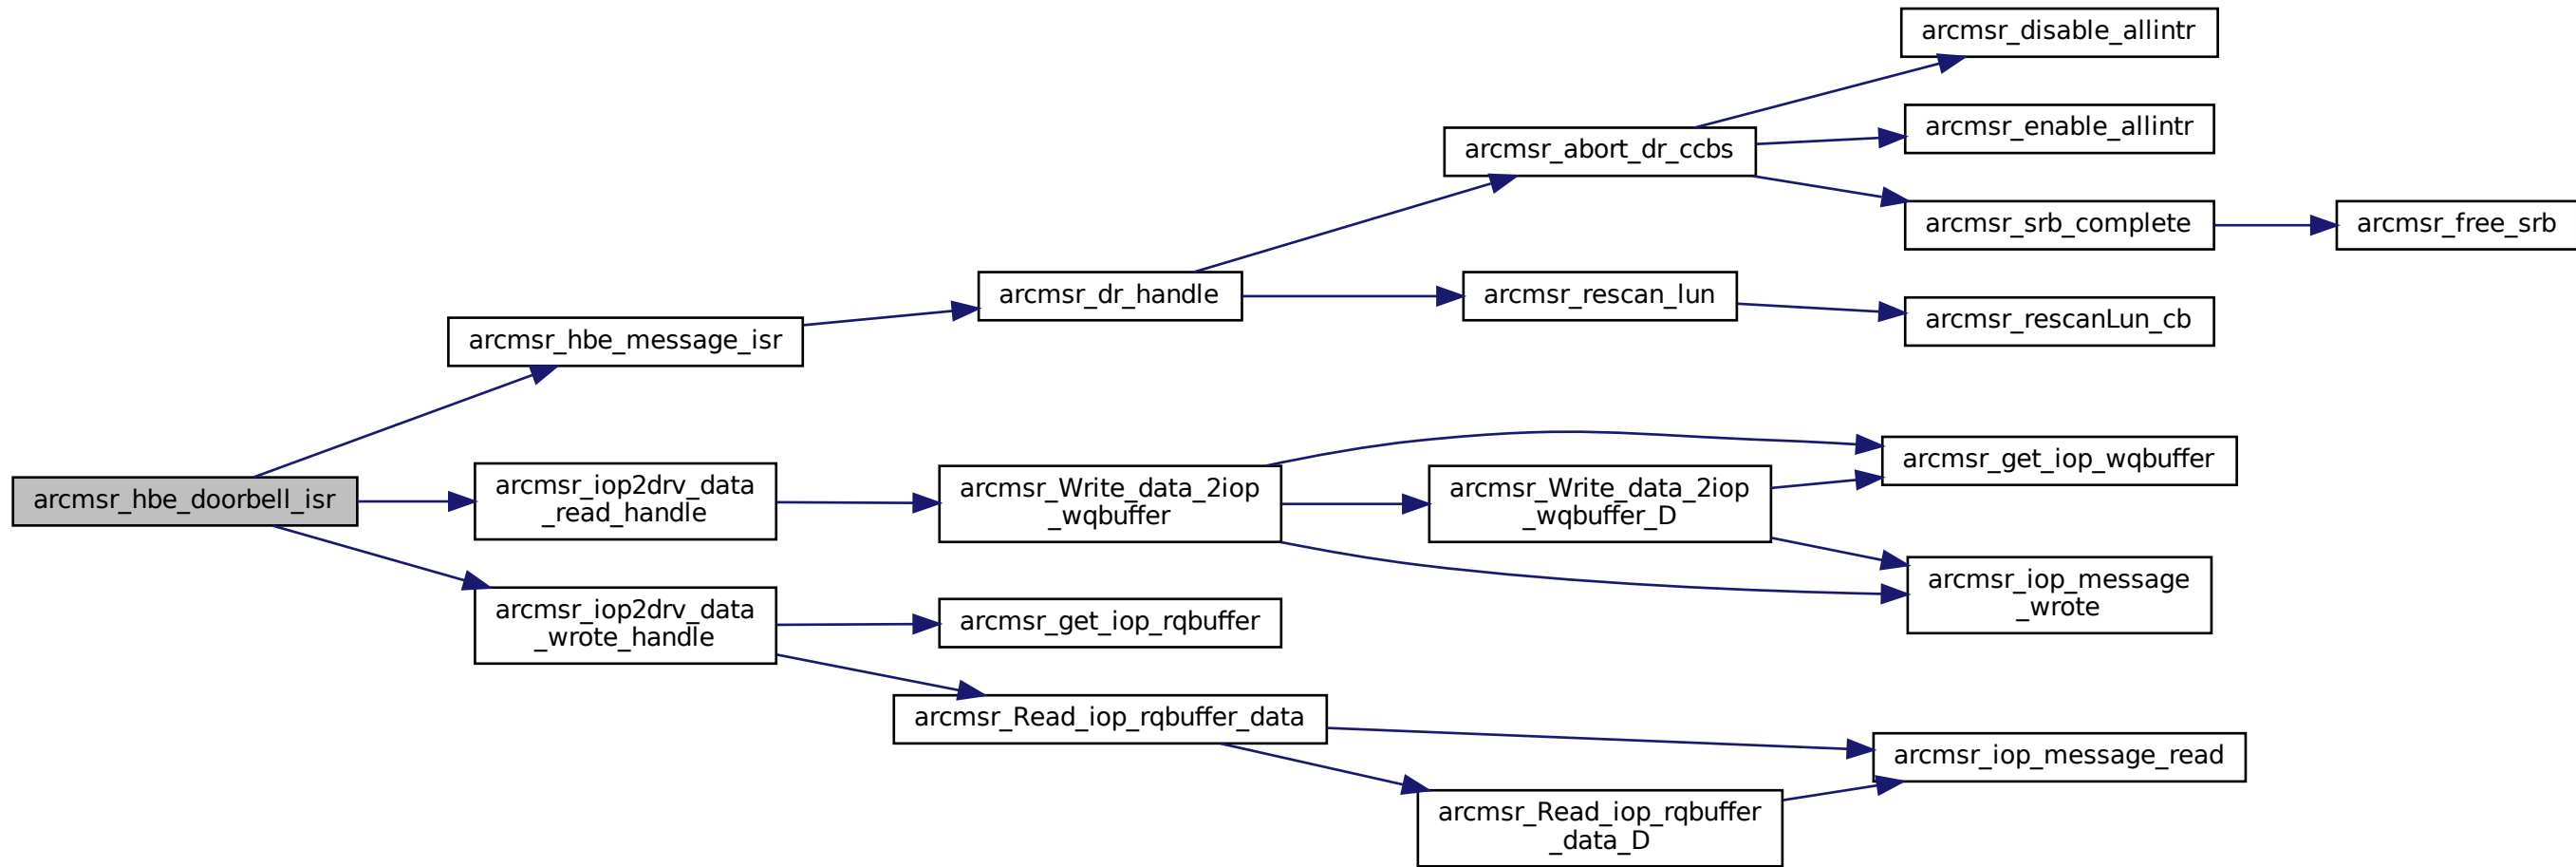 arcmsr_disable_allintr
arcmsr_enable_allintr
arcmsr_abort_dr_ccbs
arcmsr_srb_complete
arcmsr_free_srb
arcmsr_dr_handle
arcmsr_rescan_lun
arcmsr_rescanLun_cb
arcmsr_hbe_message_isr
arcmsr_get_iop_wqbuffer
arcmsr_hbe_doorbell_isr
arcmsr_iop2drv_data
_read_handle
arcmsr_Write_data_2iop
_wqbuffer
arcmsr_Write_data_2iop
_wqbuffer_D
arcmsr_iop_message
_wrote
arcmsr_iop2drv_data
_wrote_handle
arcmsr_get_iop_rqbuffer
arcmsr_Read_iop_rqbuffer_data
arcmsr_iop_message_read
arcmsr_Read_iop_rqbuffer
_data_D